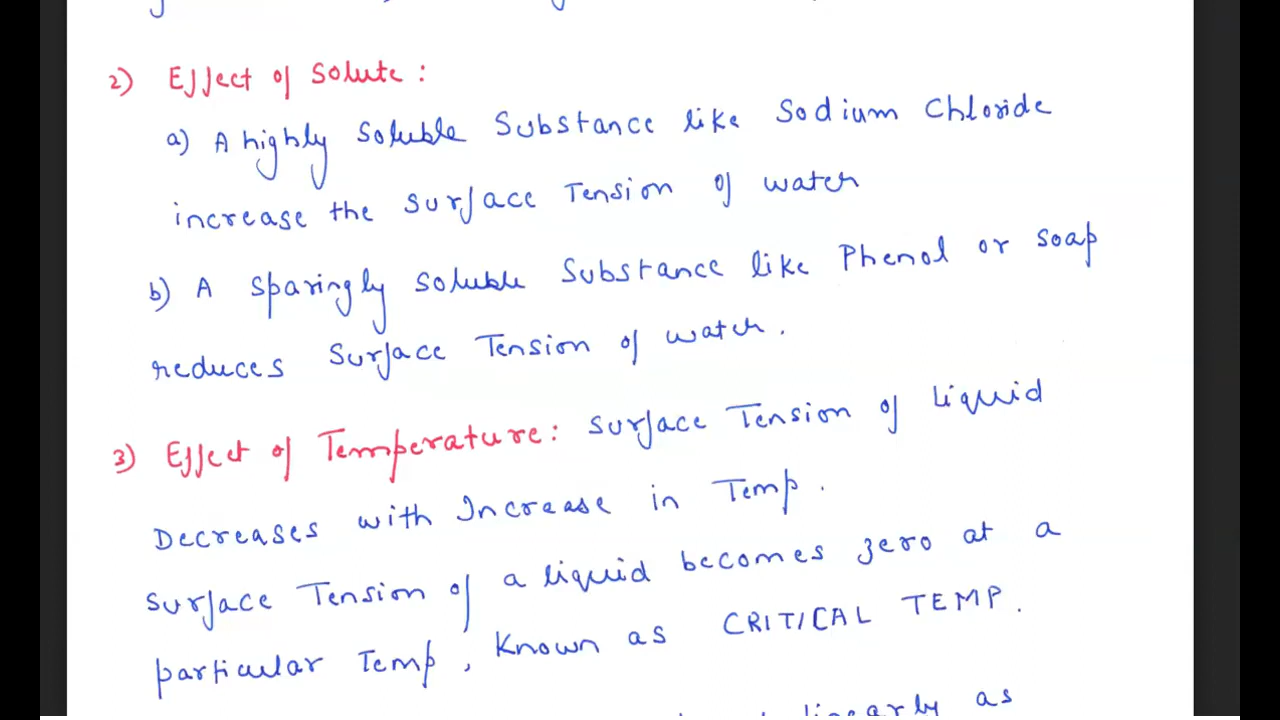 2) Effect of Solute :
a) A highly Soluble Substance like Sodium Chloride
increase the Surface Tension of water
b) A Sparingly Soluble Substance like Phenol or soap
reduces Surface Tension of water.
3) Effect of Temperature: Surface Tension of Liquid
Decreases with Increase in Temp.
Surface Tension of a liquid becomes zero at a
particular Temp, Known as CRITICAL TEMP.
linearly as